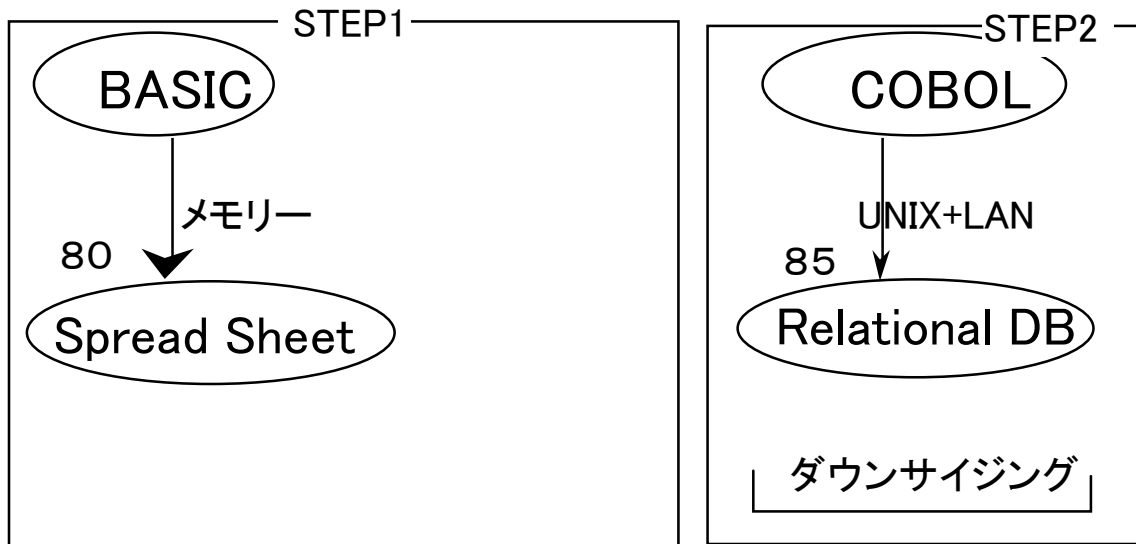 STEP1
BASIC
メモリー
８０
Spread Sheet
STEP2
COBOL
UNIX+LAN
８５
Relational DB
ダウンサイジング